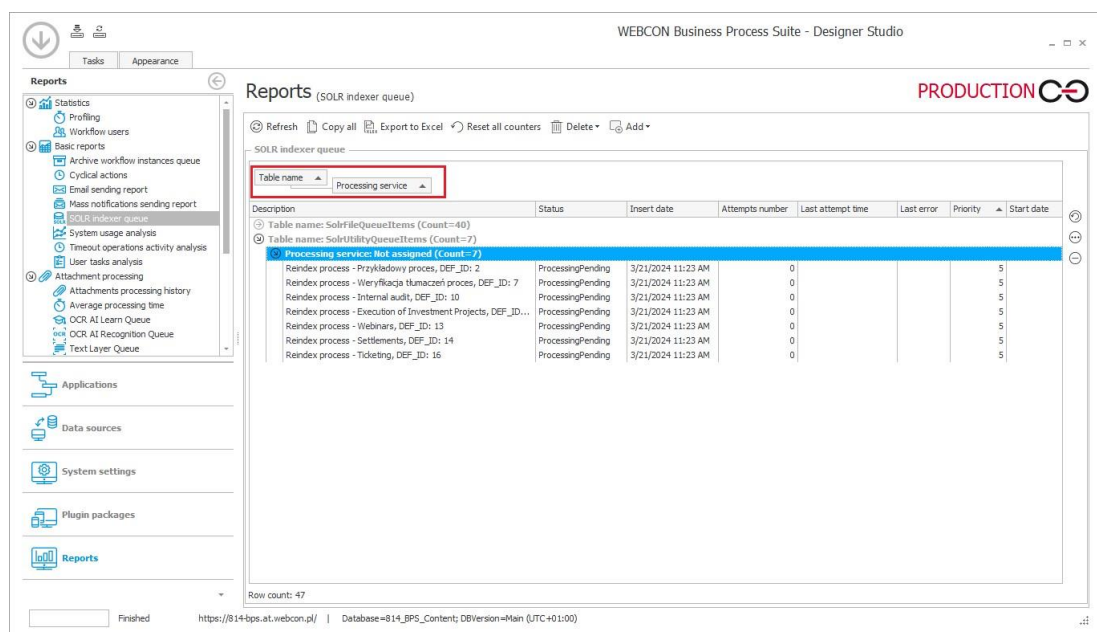 WEBCON Business Process Suite - Designer Studio
Tasks Appearance
Reports
Statistics
Profiling
Workflow users
Basic reports
Archive workflow instances queue
Cyclical actions
Email sending report
Mass notifications sending report
SOLR indexer queue
System usage analysis
Timeout operations activity analysis
User tasks analysis
Attachment processing
Attachments processing history
Average processing time
OCR AI Learn Queue
OCR AI Recognition Queue
Text Layer Queue
Applications
Data sources
System settings
Plugin packages
Reports
Reports (SOLR indexer queue)
PRODUCTION
Refresh Copy all Export to Excel Reset all counters Delete Add
SOLR indexer queue
Table name
Processing service
Description Status Insert date Attempts number Last attempt time Last error Priority Start date
Table name: SolrFileQueueItems (Count=40)
Table name: SolrUtilityQueueItems (Count=7)
Processing service: Not assigned (Count=7)
Reindex process - Przykładowy proces, DEF_ID: 2 ProcessingPending 3/21/2024 11:23 AM 0 5
Reindex process - Weryfikacja tłumaczeń proces, DEF_ID: 7 ProcessingPending 3/21/2024 11:23 AM 0 5
Reindex process - Internal audit, DEF_ID: 10 ProcessingPending 3/21/2024 11:23 AM 0 5
Reindex process - Execution of Investment Projects, DEF_ID... ProcessingPending 3/21/2024 11:23 AM 0 5
Reindex process - Webinars, DEF_ID: 13 ProcessingPending 3/21/2024 11:23 AM 0 5
Reindex process - Settlements, DEF_ID: 14 ProcessingPending 3/21/2024 11:23 AM 0 5
Reindex process - Ticketing, DEF_ID: 16 ProcessingPending 3/21/2024 11:23 AM 0 5
Row count: 47
Finished https://814-bps.at.webcon.pl/ | Database=814_BPS_Content; DBVersion=Main (UTC+01:00)